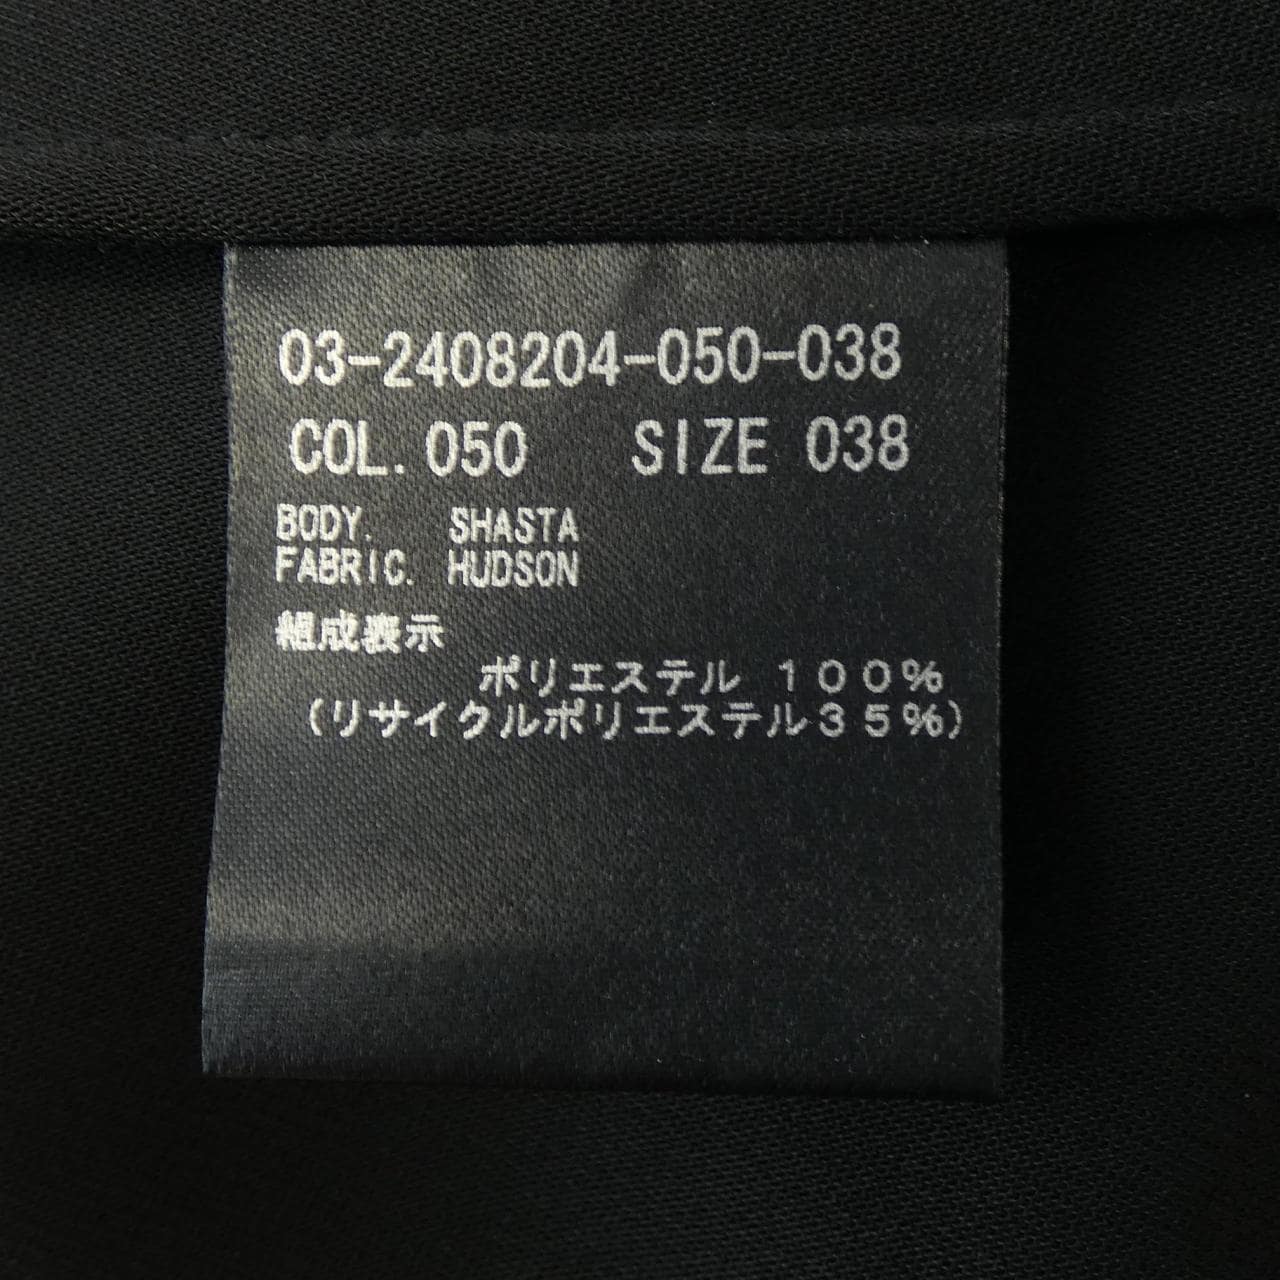 03-2408204-050-038
COL. 050 SIZE 038
BODY. SHASTA
FABRIC. HUDSON
組成表示
ポリエステル １００％
(リサイクルポリエステル３５％)